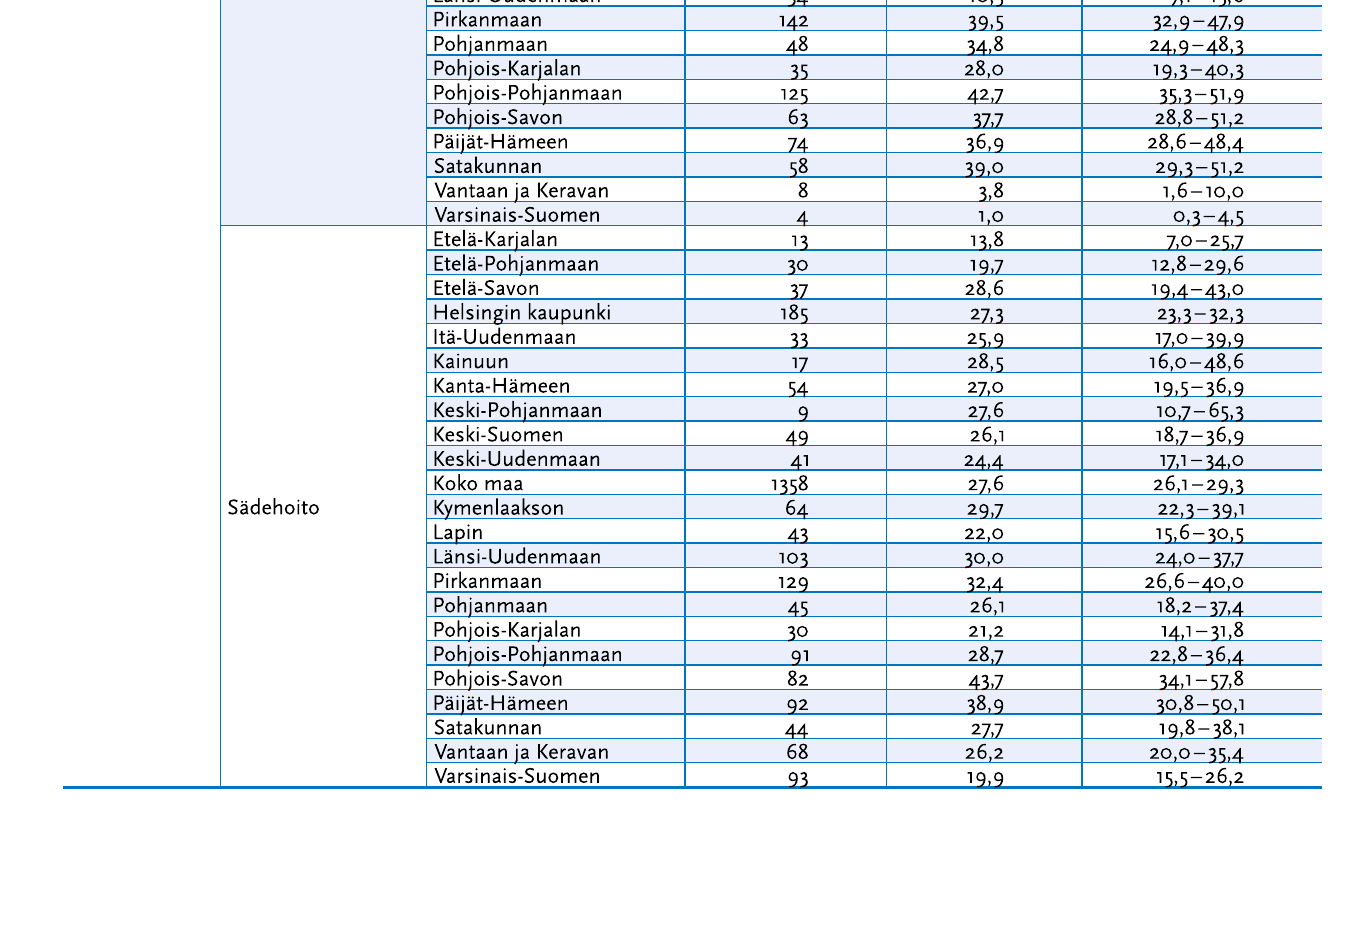 Pirkanmaan 142 39,5 32,9–47,9
Pohjanmaan 48 34,8 24,9–48,3
Pohjois-Karjalan 35 28,0 19,3–40,3
Pohjois-Pohjanmaan 125 42,7 35,3–51,9
Pohjois-Savon 63 37,7 28,8–51,2
Päijät-Hämeen 74 36,9 28,6–48,4
Satakunnan 58 39,0 29,3–51,2
Vantaan ja Keravan 8 3,8 1,6–10,0
Varsinais-Suomen 4 1,0 0,3–4,5
Etelä-Karjalan 13 13,8 7,0–25,7
Etelä-Pohjanmaan 30 19,7 12,8–29,6
Etelä-Savon 37 28,6 19,4–43,0
Helsingin kaupunki 185 27,3 23,3–32,3
Itä-Uudenmaan 33 25,9 17,0–39,9
Kainuun 17 28,5 16,0–48,6
Kanta-Hämeen 54 27,0 19,5–36,9
Keski-Pohjanmaan 9 27,6 10,7–65,3
Keski-Suomen 49 26,1 18,7–36,9
Keski-Uudenmaan 41 24,4 17,1–34,0
Koko maa 1358 27,6 26,1–29,3
Sädehoito Kymenlaakson 64 29,7 22,3–39,1
Lapin 43 22,0 15,6–30,5
Länsi-Uudenmaan 103 30,0 24,0–37,7
Pirkanmaan 129 32,4 26,6–40,0
Pohjanmaan 45 26,1 18,2–37,4
Pohjois-Karjalan 30 21,2 14,1–31,8
Pohjois-Pohjanmaan 91 28,7 22,8–36,4
Pohjois-Savon 82 43,7 34,1–57,8
Päijät-Hämeen 92 38,9 30,8–50,1
Satakunnan 44 27,7 19,8–38,1
Vantaan ja Keravan 68 26,2 20,0–35,4
Varsinais-Suomen 93 19,9 15,5–26,2